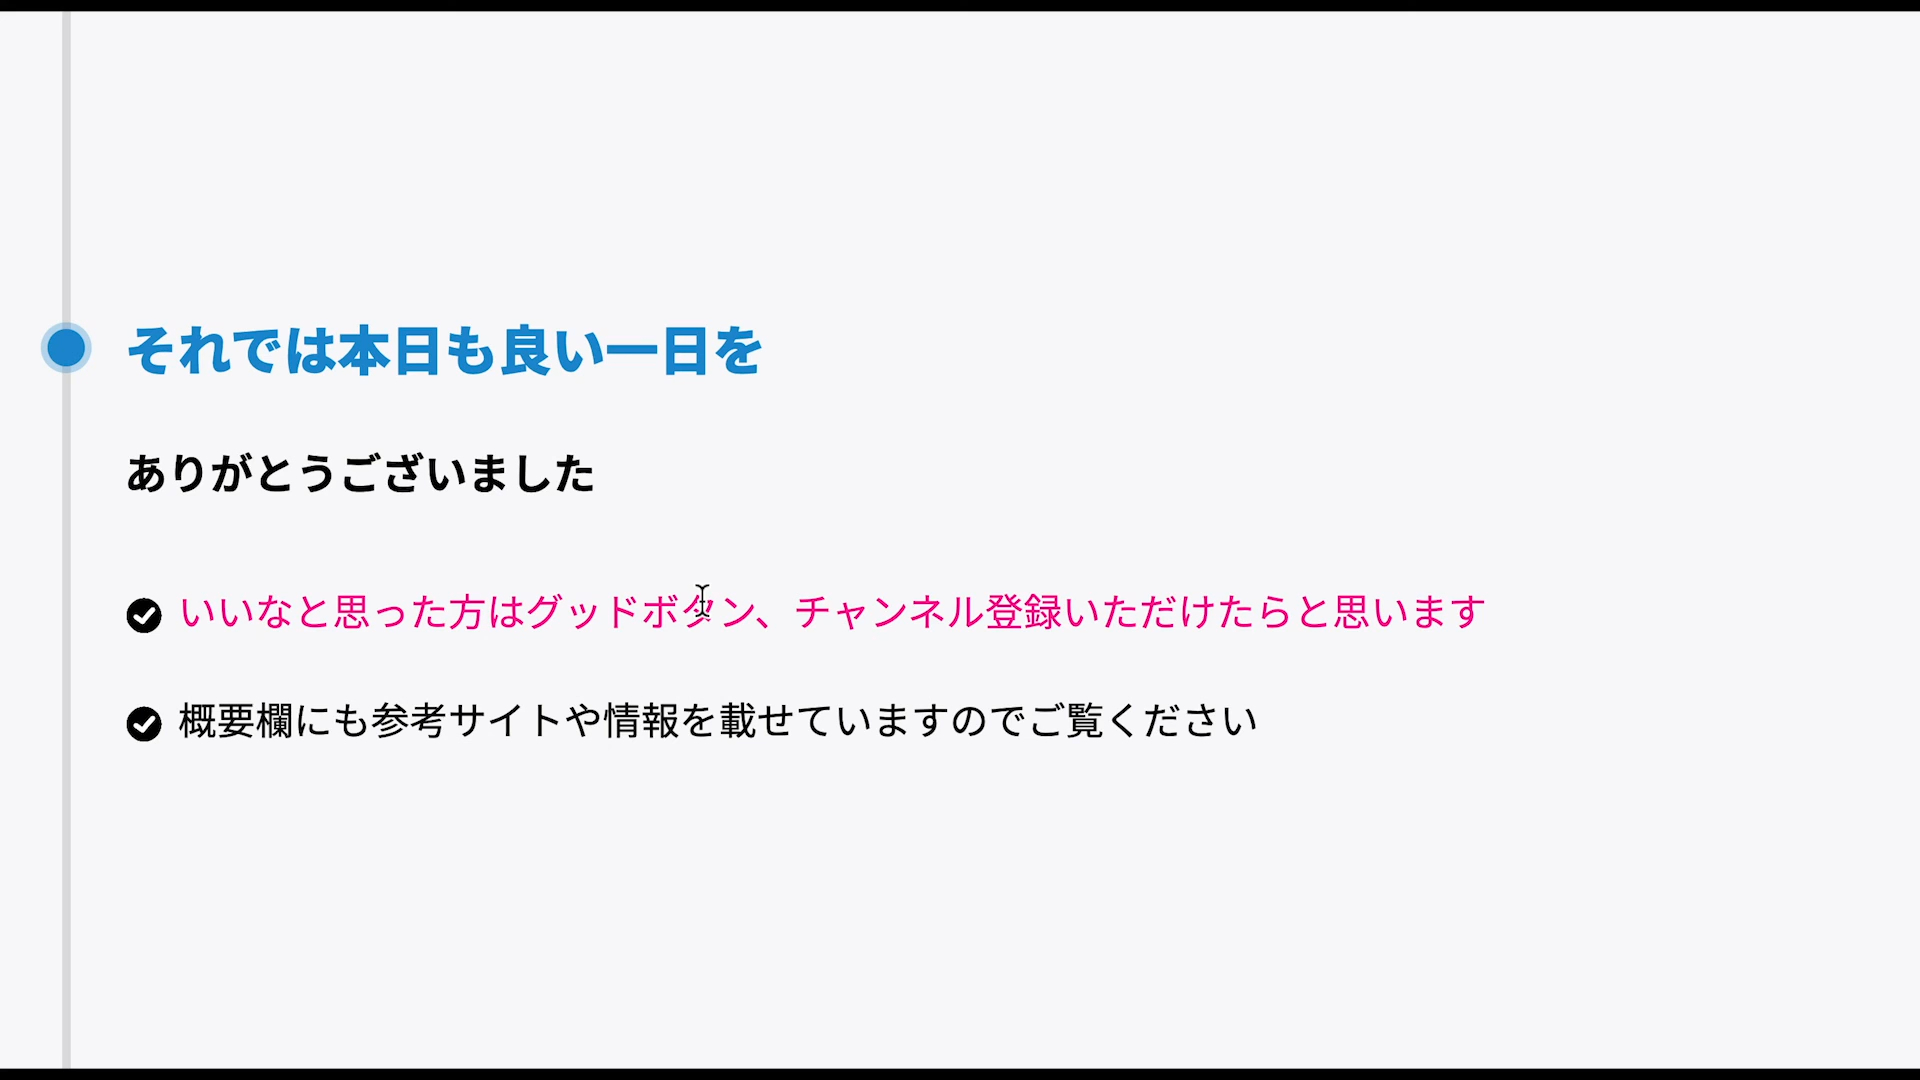 それでは本日も良い一日を
ありがとうございました
いいなと思った方はグッドボタン、チャンネル登録いただけたらと思います
概要欄にも参考サイトや情報を載せていますのでご覧ください